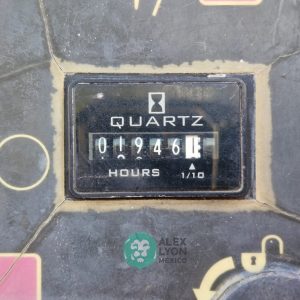 QUARTZ
01946
HOURS 1/10
ALEX
LYON
MEXICO